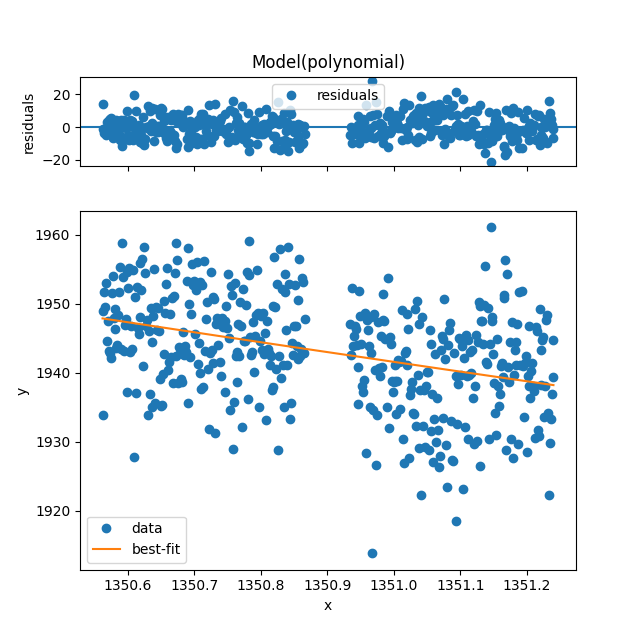 Model(polynomial)
residuals
20
0
−20
residuals
1960
1950
1940
1930
1920
y
data
best-fit
1350.6 1350.7 1350.8 1350.9 1351.0 1351.1 1351.2
x